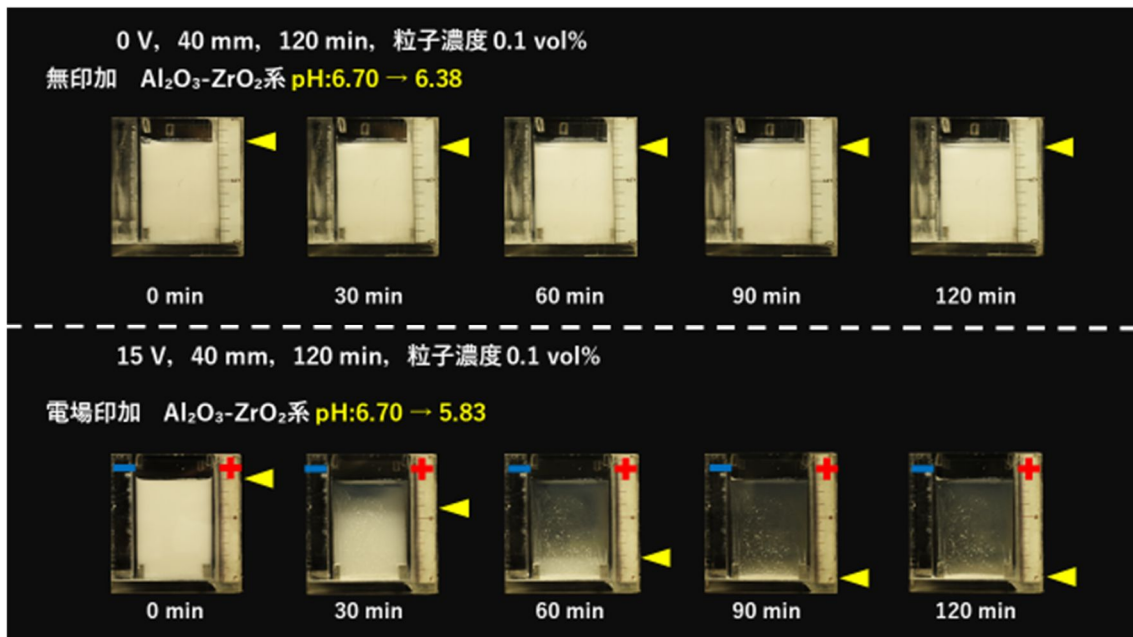 0 V, 40 mm, 120 min, 粒子濃度 0.1 vol%
無印加 Al₂O₃-ZrO₂系 pH:6.70 → 6.38
0 min 30 min 60 min 90 min 120 min
15 V, 40 mm, 120 min, 粒子濃度 0.1 vol%
電場印加 Al₂O₃-ZrO₂系 pH:6.70 → 5.83
− + − + − + − + − +
0 min 30 min 60 min 90 min 120 min